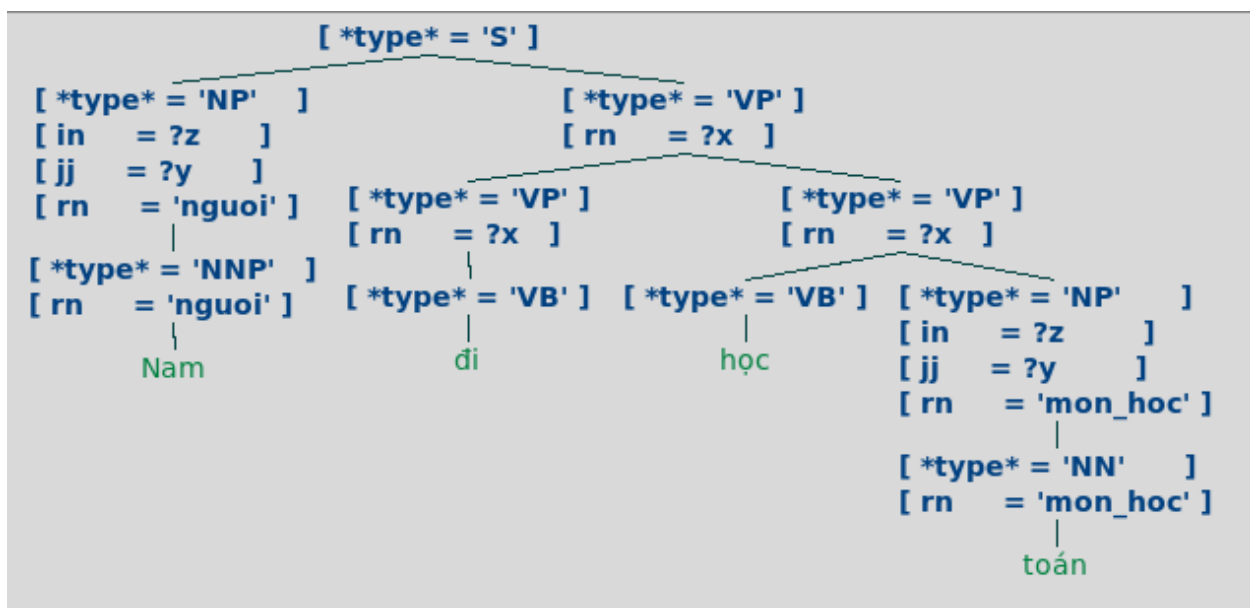 [ *type* = 'S' ]
[ *type* = 'NP' ]
[ in = ?z ]
[ jj = ?y ]
[ rn = 'nguoi' ]
[ *type* = 'VP' ]
[ rn = ?x ]
[ *type* = 'VP' ]
[ rn = ?x ]
[ *type* = 'VP' ]
[ rn = ?x ]
[ *type* = 'NNP' ]
[ rn = 'nguoi' ]
[ *type* = 'VB' ]
[ *type* = 'VB' ]
[ *type* = 'NP' ]
[ in = ?z ]
[ jj = ?y ]
[ rn = 'mon_hoc' ]
Nam
đi
học
[ *type* = 'NN' ]
[ rn = 'mon_hoc' ]
toán